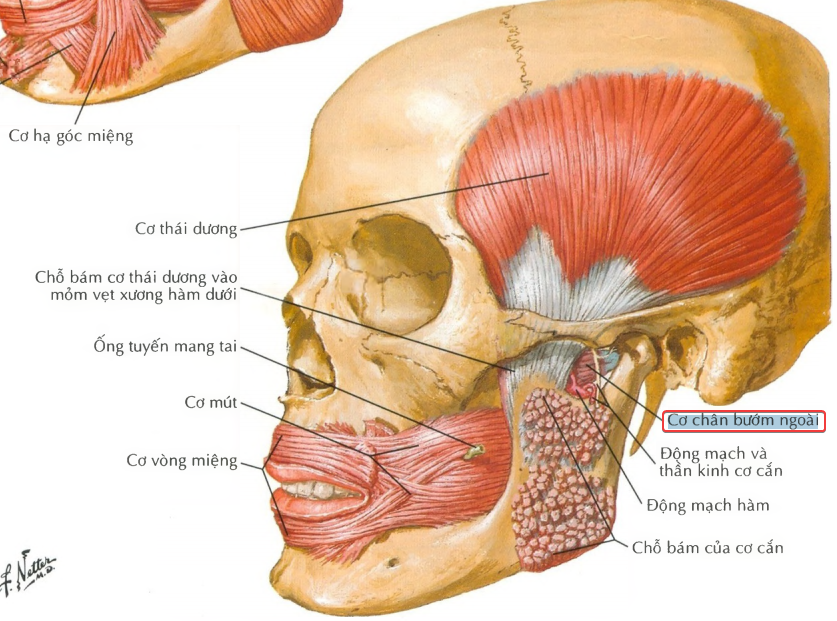 Cơ hạ góc miệng
Cơ thái dương
Chỗ bám cơ thái dương vào
mỏm vẹt xương hàm dưới
Ống tuyến mang tai
Cơ mút
Cơ vòng miệng
Cơ chân bướm ngoài
Động mạch và
thần kinh cơ cắn
Động mạch hàm
Chỗ bám của cơ cắn
F. Netter
M.D.